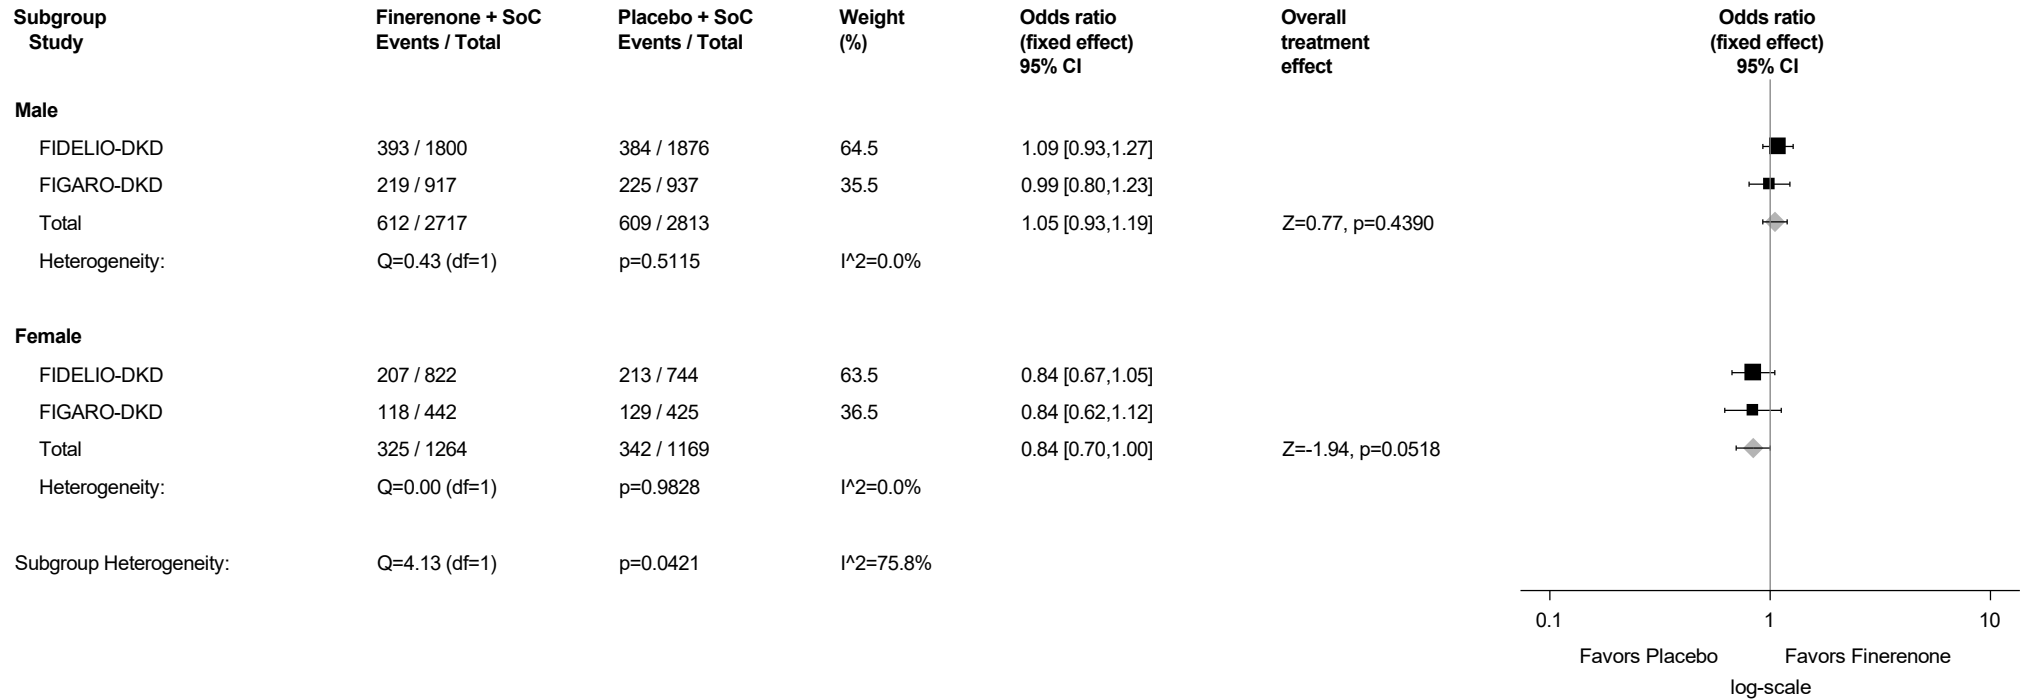 Subgroup Finerenone + SoC Placebo + SoC Weight Odds ratio Overall Odds ratio
Study Events / Total Events / Total (%) (fixed effect) treatment (fixed effect)
95% CI effect 95% CI
Male
FIDELIO-DKD 393 / 1800 384 / 1876 64.5 1.09 [0.93,1.27]
FIGARO-DKD 219 / 917 225 / 937 35.5 0.99 [0.80,1.23]
Total 612 / 2717 609 / 2813 1.05 [0.93,1.19] Z=0.77, p=0.4390
Heterogeneity: Q=0.43 (df=1) p=0.5115 I^2=0.0%
Female
FIDELIO-DKD 207 / 822 213 / 744 63.5 0.84 [0.67,1.05]
FIGARO-DKD 118 / 442 129 / 425 36.5 0.84 [0.62,1.12]
Total 325 / 1264 342 / 1169 0.84 [0.70,1.00] Z=-1.94, p=0.0518
Heterogeneity: Q=0.00 (df=1) p=0.9828 I^2=0.0%
Subgroup Heterogeneity: Q=4.13 (df=1) p=0.0421 I^2=75.8%
0.1 1 10
Favors Placebo Favors Finerenone
log-scale